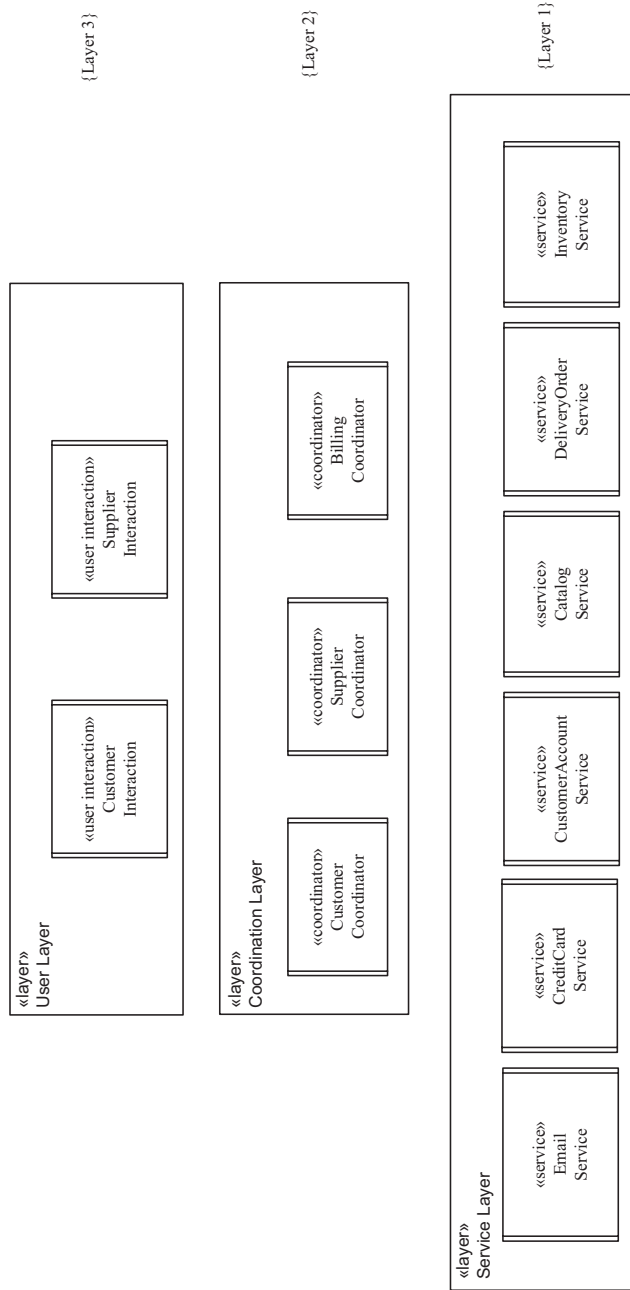 «layer»
User Layer
«user interaction»
Customer
Interaction
«user interaction»
Supplier
Interaction
{Layer 3}
«layer»
Coordination Layer
«coordinator»
Customer
Coordinator
«coordinator»
Supplier
Coordinator
«coordinator»
Billing
Coordinator
{Layer 2}
«layer»
Service Layer
«service»
Email
Service
«service»
CreditCard
Service
«service»
CustomerAccount
Service
«service»
Catalog
Service
«service»
DeliveryOrder
Service
«service»
Inventory
Service
{Layer 1}